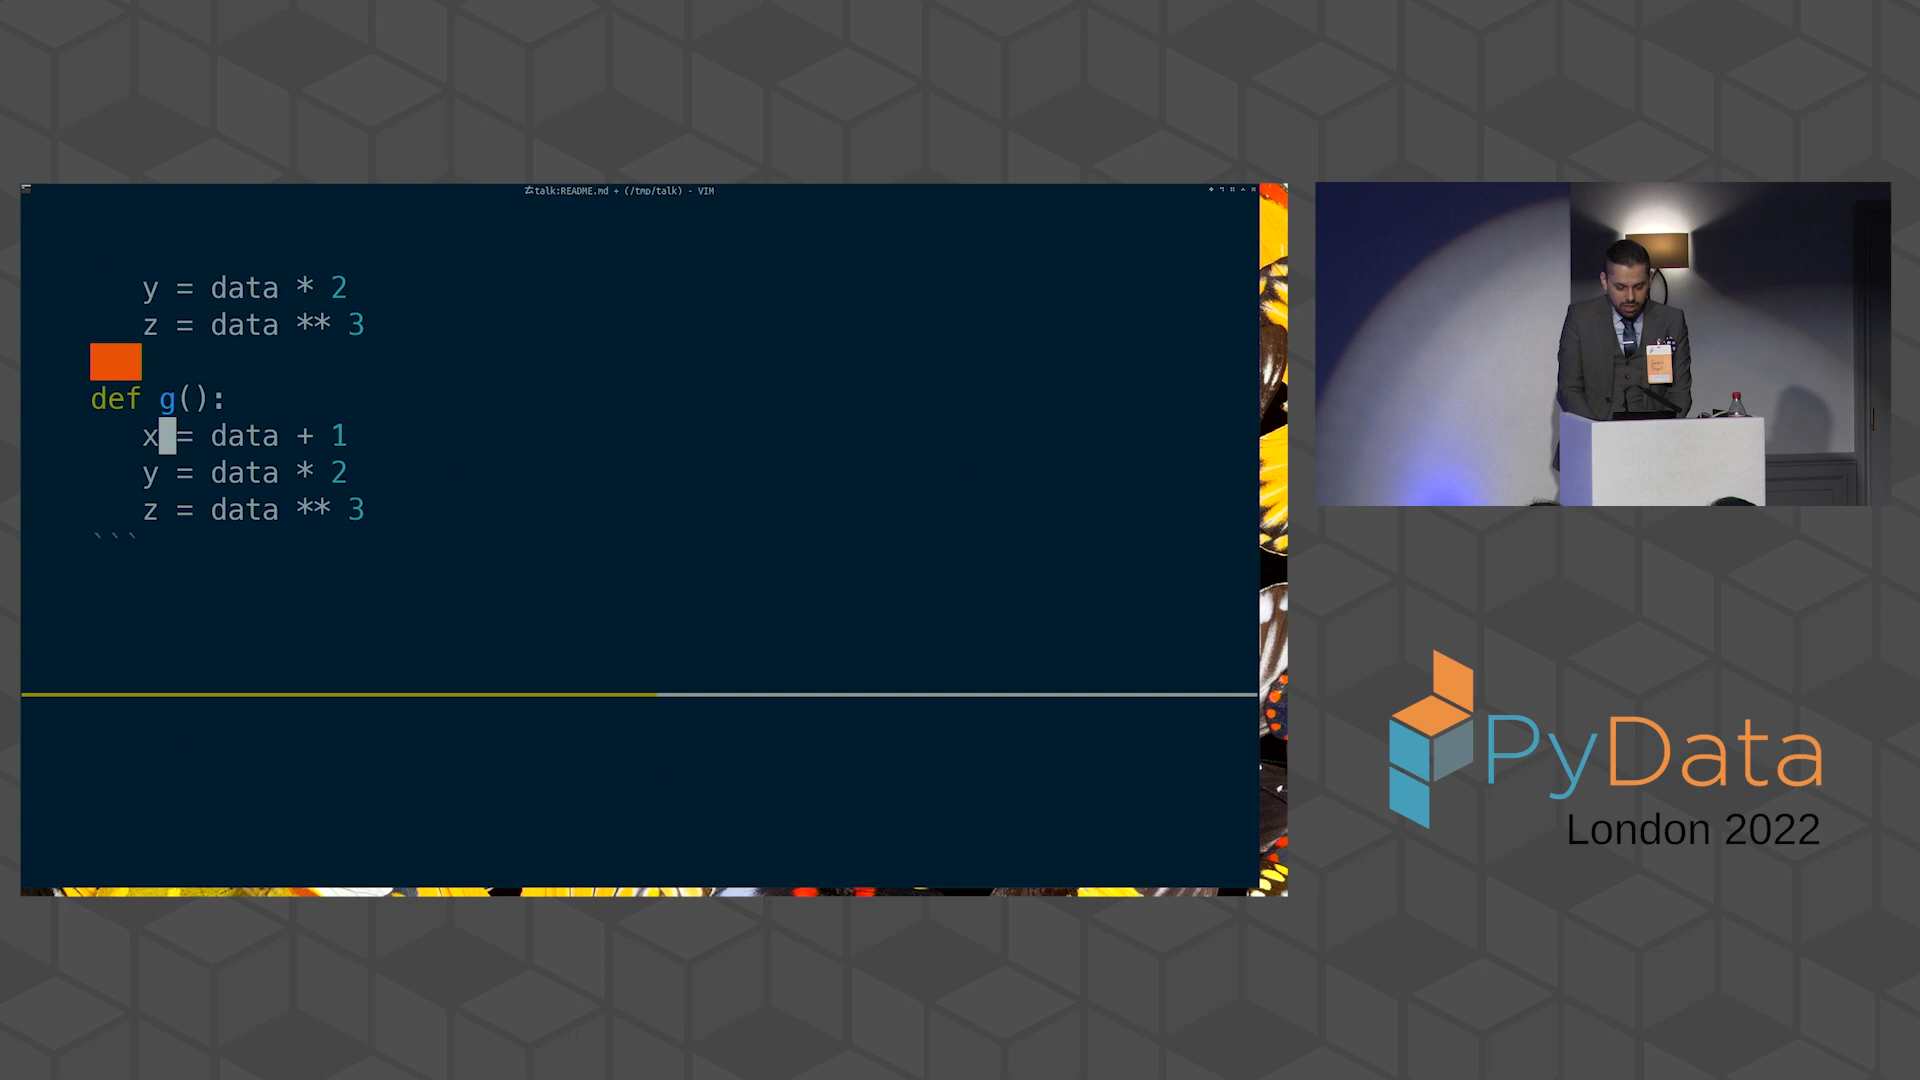 talk:README.md + (/tmp/talk) - VIM
y = data * 2
z = data ** 3
def g():
x = data + 1
y = data * 2
z = data ** 3
```
PyData
London 2022